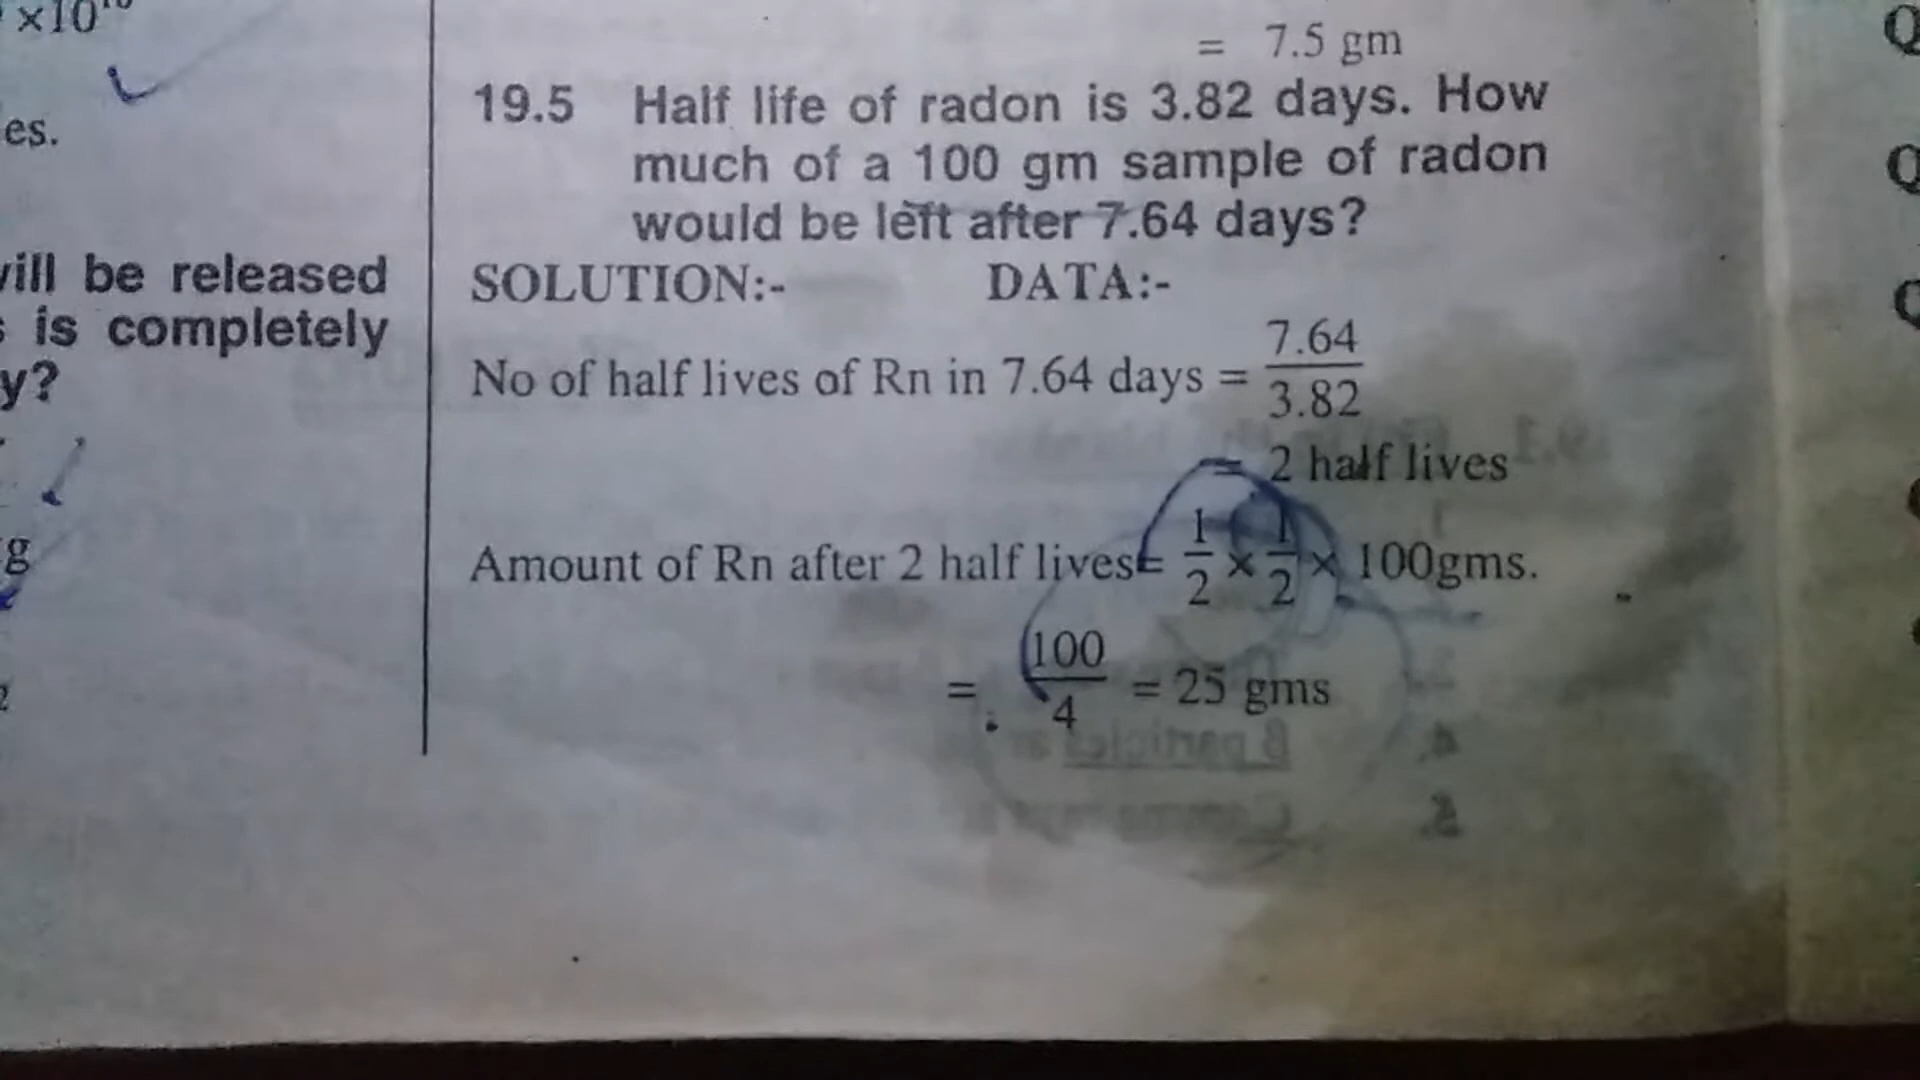 ×10
es.
will be released
is completely
y?
g
2
= 7.5 gm
19.5 Half life of radon is 3.82 days. How
much of a 100 gm sample of radon
would be left after 7.64 days?
SOLUTION:- DATA:-
No of half lives of Rn in 7.64 days = 7.64/3.82
= 2 half lives
Amount of Rn after 2 half lives = 1/2 × 1/2 × 100gms.
= 100/4 = 25 gms
Q
Q